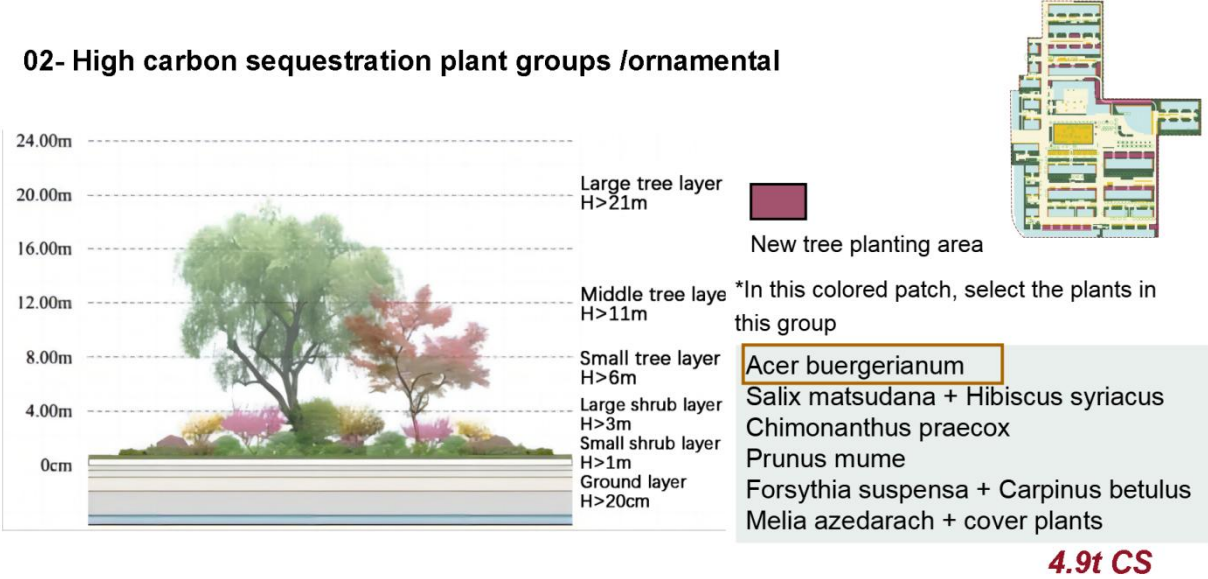 02- High carbon sequestration plant groups /ornamental
24.00m
20.00m
16.00m
12.00m
8.00m
4.00m
0cm
Large tree layer
H>21m
Middle tree laye
H>11m
Small tree layer
H>6m
Large shrub layer
H>3m
Small shrub layer
H>1m
Ground layer
H>20cm
New tree planting area
*In this colored patch, select the plants in
this group
Acer buergerianum
Salix matsudana + Hibiscus syriacus
Chimonanthus praecox
Prunus mume
Forsythia suspensa + Carpinus betulus
Melia azedarach + cover plants
4.9t CS